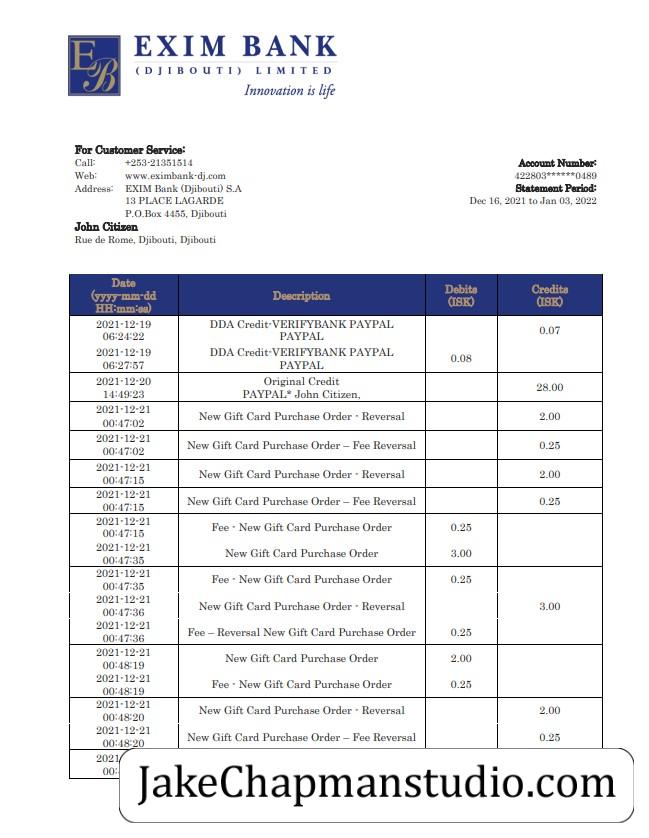 EB
EXIM BANK
(DJIBOUTI) LIMITED
Innovation is life
For Customer Service:
Call: +253-21351514
Web: www.eximbank-dj.com
Address: EXIM Bank (Djibouti) S.A
13 PLACE LAGARDE
P.O.Box 4455, Djibouti
John Citizen
Rue de Rome, Djibouti, Djibouti
Account Number:
422803******0489
Statement Period:
Dec 16, 2021 to Jan 03, 2022
Date (yyyy-mm-dd HH:mm:ss) Description Debits (ISK) Credits (ISK)
2021-12-19 06:24:22 DDA Credit-VERIFYBANK PAYPAL PAYPAL 0.07
2021-12-19 06:27:57 DDA Credit-VERIFYBANK PAYPAL PAYPAL 0.08
2021-12-20 14:49:23 Original Credit PAYPAL* John Citizen, 28.00
2021-12-21 00:47:02 New Gift Card Purchase Order - Reversal 2.00
2021-12-21 00:47:02 New Gift Card Purchase Order – Fee Reversal 0.25
2021-12-21 00:47:15 New Gift Card Purchase Order - Reversal 2.00
2021-12-21 00:47:15 New Gift Card Purchase Order – Fee Reversal 0.25
2021-12-21 00:47:15 Fee - New Gift Card Purchase Order 0.25
2021-12-21 00:47:35 New Gift Card Purchase Order 3.00
2021-12-21 00:47:35 Fee - New Gift Card Purchase Order 0.25
2021-12-21 00:47:36 New Gift Card Purchase Order - Reversal 3.00
2021-12-21 00:47:36 Fee – Reversal New Gift Card Purchase Order 0.25
2021-12-21 00:48:19 New Gift Card Purchase Order 2.00
2021-12-21 00:48:19 Fee - New Gift Card Purchase Order 0.25
2021-12-21 00:48:20 New Gift Card Purchase Order - Reversal 2.00
2021-12-21 00:48:20 New Gift Card Purchase Order – Fee Reversal 0.25
JakeChapmanstudio.com